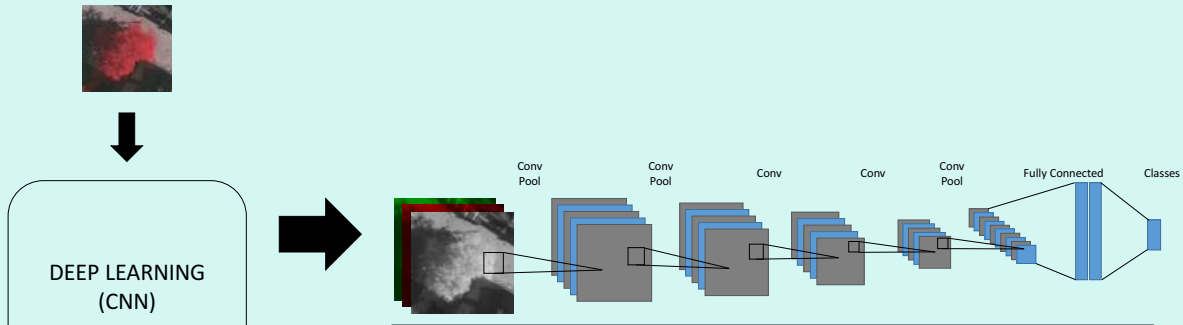 Conv
Pool
Conv
Pool
Conv
Conv
Conv
Pool
Fully Connected
Classes
DEEP LEARNING
(CNN)